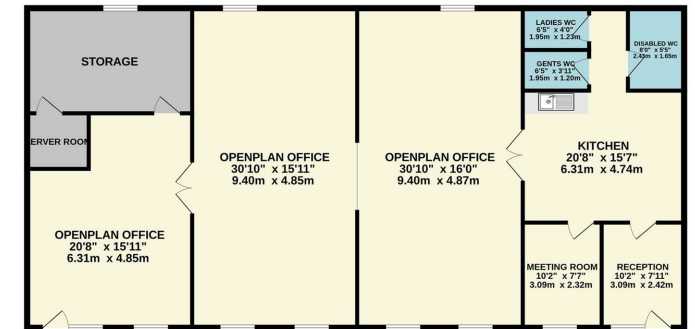 STORAGE
ERVER ROOM
OPENPLAN OFFICE
20'8" x 15'11"
6.31m x 4.85m
OPENPLAN OFFICE
30'10" x 15'11"
9.40m x 4.85m
OPENPLAN OFFICE
30'10" x 16'0"
9.40m x 4.87m
LADIES WC
6'5" x 4'0"
1.95m x 1.23m
GENTS WC
6'5" x 3'11"
1.95m x 1.20m
DISABLED WC
8'0" x 5'5"
2.43m x 1.65m
KITCHEN
20'8" x 15'7"
6.31m x 4.74m
MEETING ROOM
10'2" x 7'7"
3.09m x 2.32m
RECEPTION
10'2" x 7'11"
3.09m x 2.42m